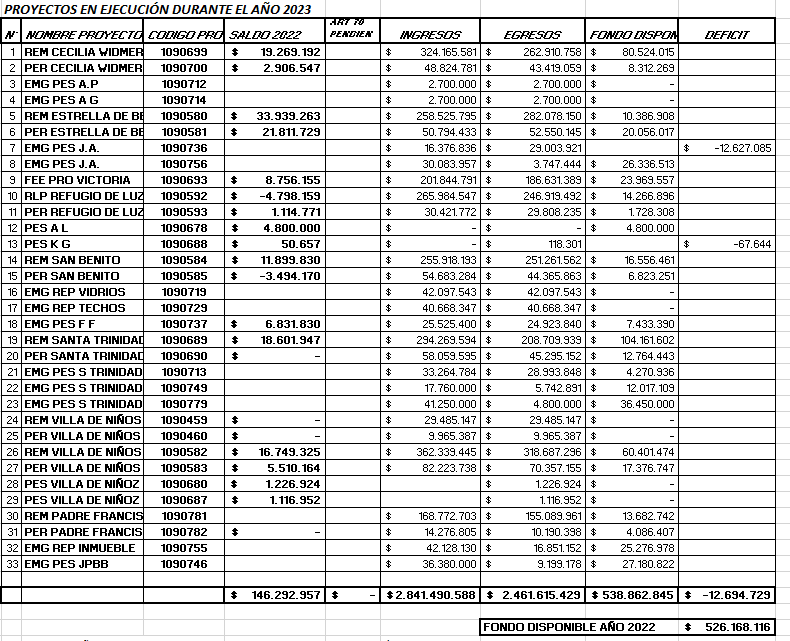 PROYECTOS EN EJECUCIÓN DURANTE EL AÑO 2023
N° NOMBRE PROYECTO CODIGO PRO SALDO 2022 ART 70 PENDIEN INGRESOS EGRESOS FONDO DISPON DEFICIT
1 REM CECILIA WIDMER 1090699 $ 19.269.192 $ 324.165.581 $ 262.910.758 $ 80.524.015
2 PER CECILIA WIDMER 1090700 $ 2.906.547 $ 48.824.781 $ 43.419.059 $ 8.312.269
3 EMG PES A.P 1090712 $ 2.700.000 $ 2.700.000 $ -
4 EMG PES A G 1090714 $ 2.700.000 $ 2.700.000 $ -
5 REM ESTRELLA DE BE 1090580 $ 33.939.263 $ 258.525.795 $ 282.078.150 $ 10.386.908
6 PER ESTRELLA DE BE 1090581 $ 21.811.729 $ 50.794.433 $ 52.550.145 $ 20.056.017
7 EMG PES J.A. 1090736 $ 16.376.836 $ 29.003.921 $ -12.627.085
8 EMG PES J.A. 1090756 $ 30.083.957 $ 3.747.444 $ 26.336.513
9 FEE PRO VICTORIA 1090693 $ 8.756.155 $ 201.844.791 $ 186.631.389 $ 23.969.557
10 RLP REFUGIO DE LUZ 1090592 $ -4.798.159 $ 265.984.547 $ 246.919.492 $ 14.266.896
11 PER REFUGIO DE LUZ 1090593 $ 1.114.771 $ 30.421.772 $ 29.808.235 $ 1.728.308
12 PES A L 1090678 $ 4.800.000 $ - $ - $ 4.800.000
13 PES K G 1090688 $ 50.657 $ - $ 118.301 $ -67.644
14 REM SAN BENITO 1090584 $ 11.899.830 $ 255.918.193 $ 251.261.562 $ 16.556.461
15 PER SAN BENITO 1090585 $ -3.494.170 $ 54.683.284 $ 44.365.863 $ 6.823.251
16 EMG REP VIDRIOS 1090719 $ 42.097.543 $ 42.097.543 $ -
17 EMG REP TECHOS 1090729 $ 40.668.347 $ 40.668.347 $ -
18 EMG PES F F 1090737 $ 6.831.830 $ 25.525.400 $ 24.923.840 $ 7.433.390
19 REM SANTA TRINIDAD 1090689 $ 18.601.947 $ 294.269.594 $ 208.709.939 $ 104.161.602
20 PER SANTA TRINIDAD 1090690 $ - $ 58.059.595 $ 45.295.152 $ 12.764.443
21 EMG PES S TRINIDAD 1090713 $ 33.264.784 $ 28.993.848 $ 4.270.936
22 EMG PES S TRINIDAD 1090749 $ 17.760.000 $ 5.742.891 $ 12.017.109
23 EMG PES S TRINIDAD 1090779 $ 41.250.000 $ 4.800.000 $ 36.450.000
24 REM VILLA DE NIÑOS 1090459 $ - $ 29.485.147 $ 29.485.147 $ -
25 PER VILLA DE NIÑOS 1090460 $ - $ 9.965.387 $ 9.965.387 $ -
26 REM VILLA DE NIÑOS 1090582 $ 16.749.325 $ 362.339.445 $ 318.687.296 $ 60.401.474
27 PER VILLA DE NIÑOS 1090583 $ 5.510.164 $ 82.223.738 $ 70.357.155 $ 17.376.747
28 PES VILLA DE NIÑOZ 1090680 $ 1.226.924 $ 1.226.924 $ -
29 PES VILLA DE NIÑOZ 1090687 $ 1.116.952 $ 1.116.952 $ -
30 REM PADRE FRANCIS 1090781 $ 168.772.703 $ 155.089.961 $ 13.682.742
31 PER PADRE FRANCIS 1090782 $ - $ 14.276.805 $ 10.190.398 $ 4.086.407
32 EMG REP INMUEBLE 1090755 $ 42.128.130 $ 16.851.152 $ 25.276.978
33 EMG PES JPBB 1090746 $ 36.380.000 $ 9.199.178 $ 27.180.822
$ 146.292.957 $ - $ 2.841.490.588 $ 2.461.615.429 $ 538.862.845 $ -12.694.729
FONDO DISPONIBLE AÑO 2022 $ 526.168.116